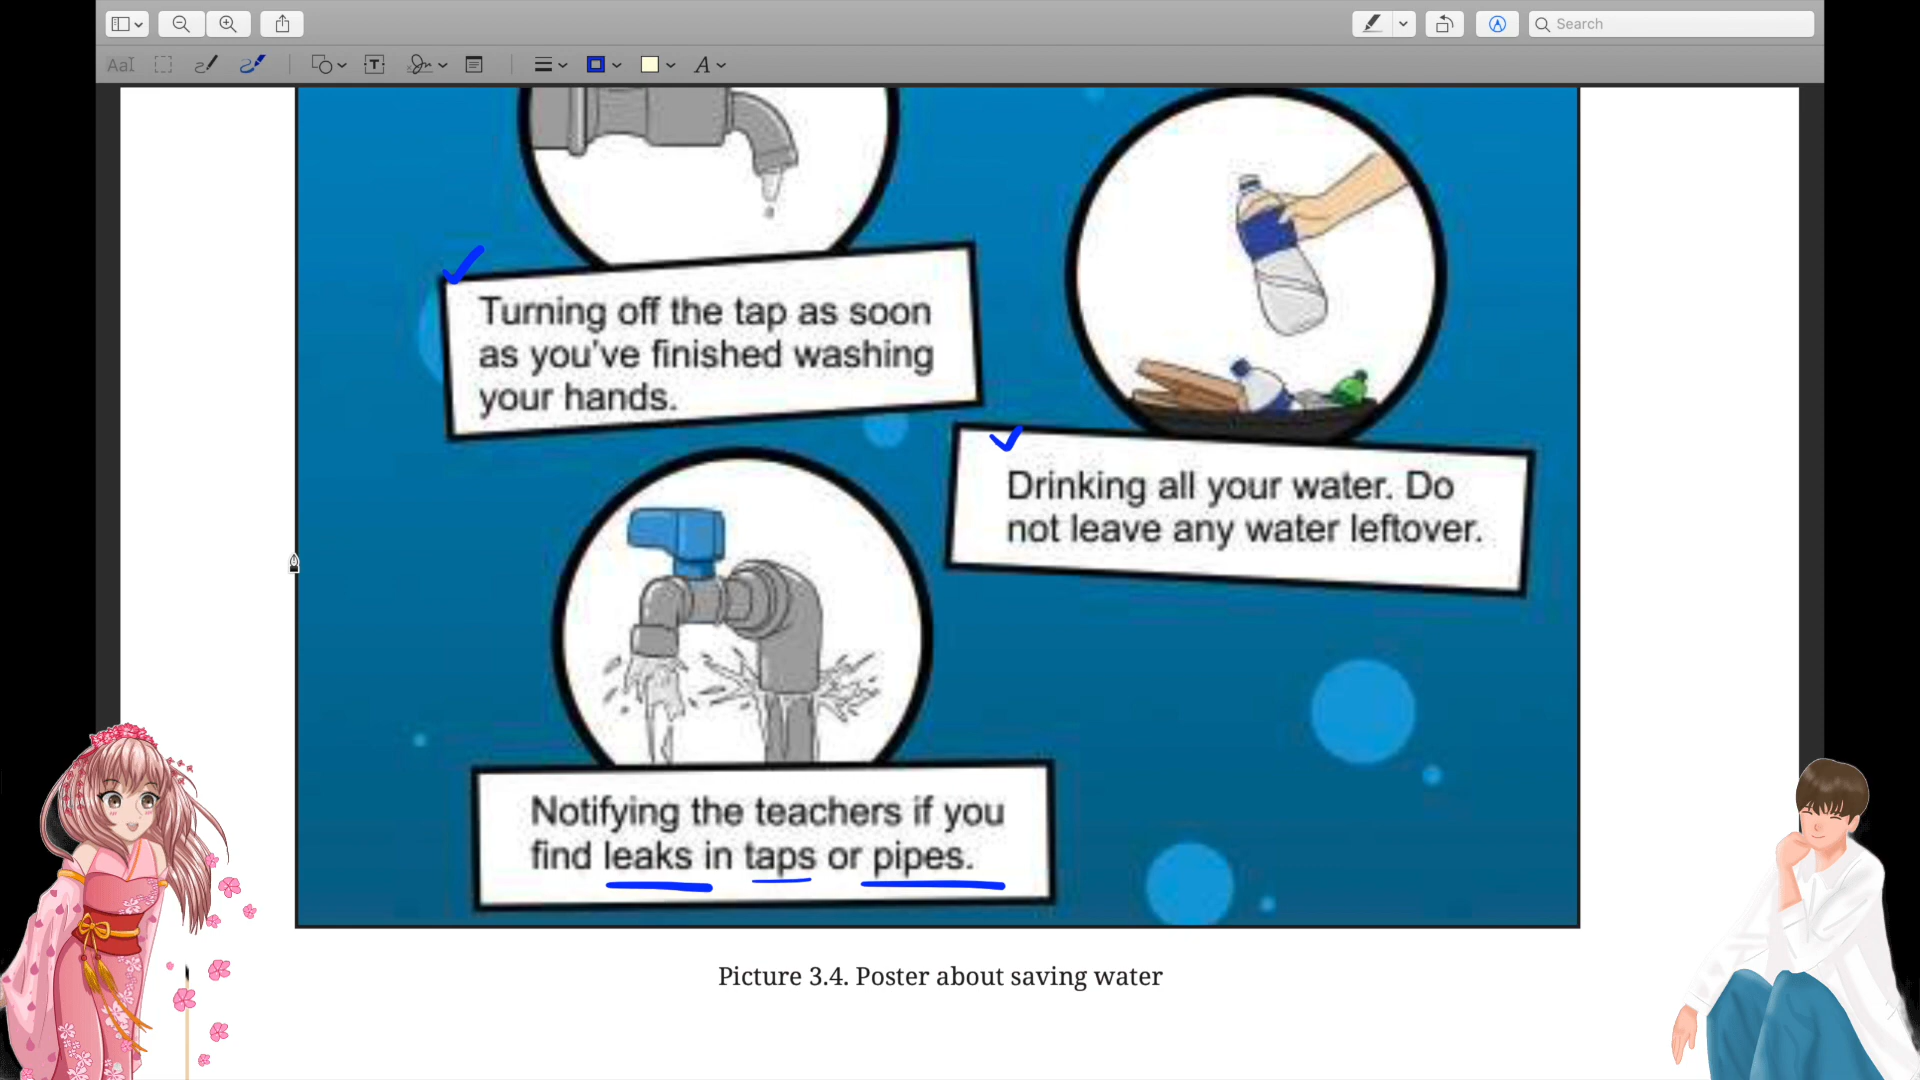 Search
AaI
A
Turning off the tap as soon
as you've finished washing
your hands.
Drinking all your water. Do
not leave any water leftover.
Notifying the teachers if you
find leaks in taps or pipes.
Picture 3.4. Poster about saving water